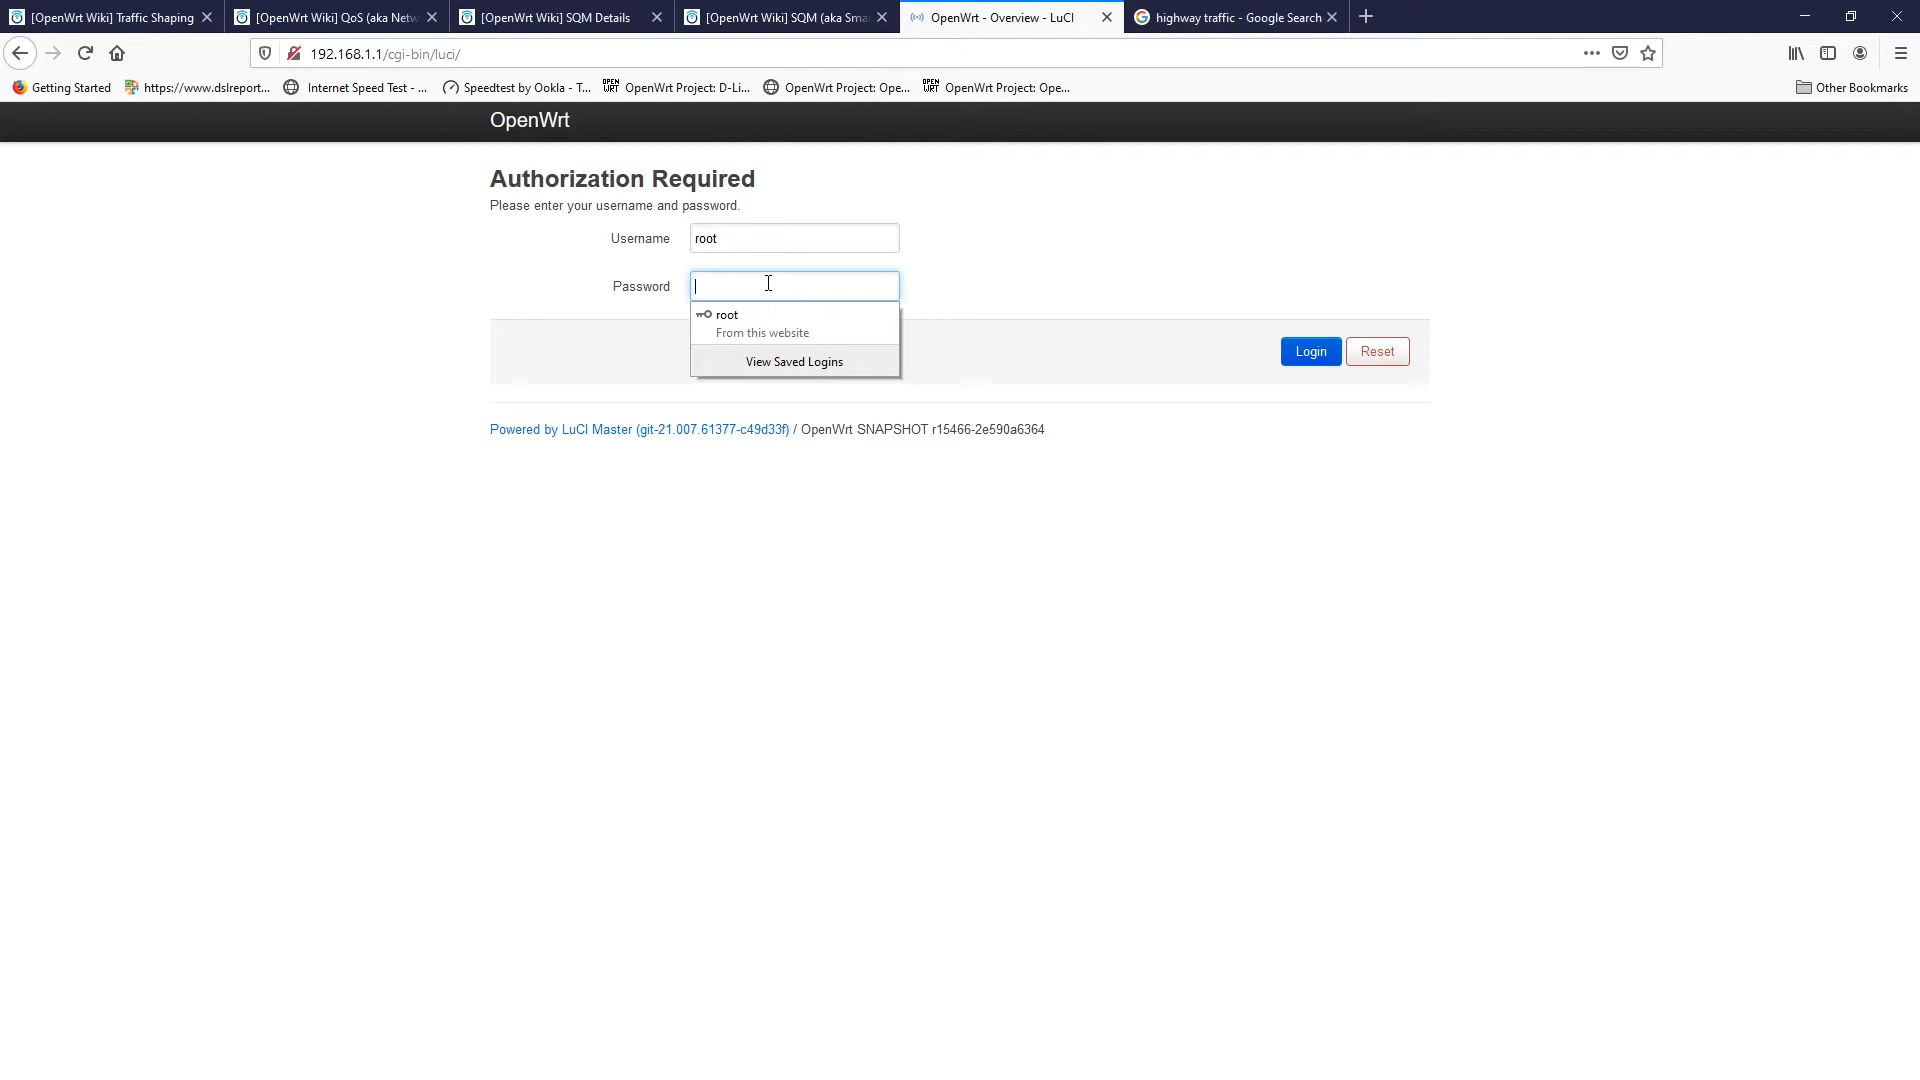 [OpenWrt Wiki] Traffic Shaping
[OpenWrt Wiki] QoS (aka Netw
[OpenWrt Wiki] SQM Details
[OpenWrt Wiki] SQM (aka Sma
OpenWrt - Overview - LuCI
highway traffic - Google Search
192.168.1.1/cgi-bin/luci/
Getting Started
https://www.dslreport...
Internet Speed Test - ...
Speedtest by Ookla - T...
OPEN WRT OpenWrt Project: D-Li...
OpenWrt Project: Ope...
OPEN WRT OpenWrt Project: Ope...
Other Bookmarks
OpenWrt
Authorization Required
Please enter your username and password.
Username root
Password
root
From this website
View Saved Logins
Login Reset
Powered by LuCI Master (git-21.007.61377-c49d33f) / OpenWrt SNAPSHOT r15466-2e590a6364